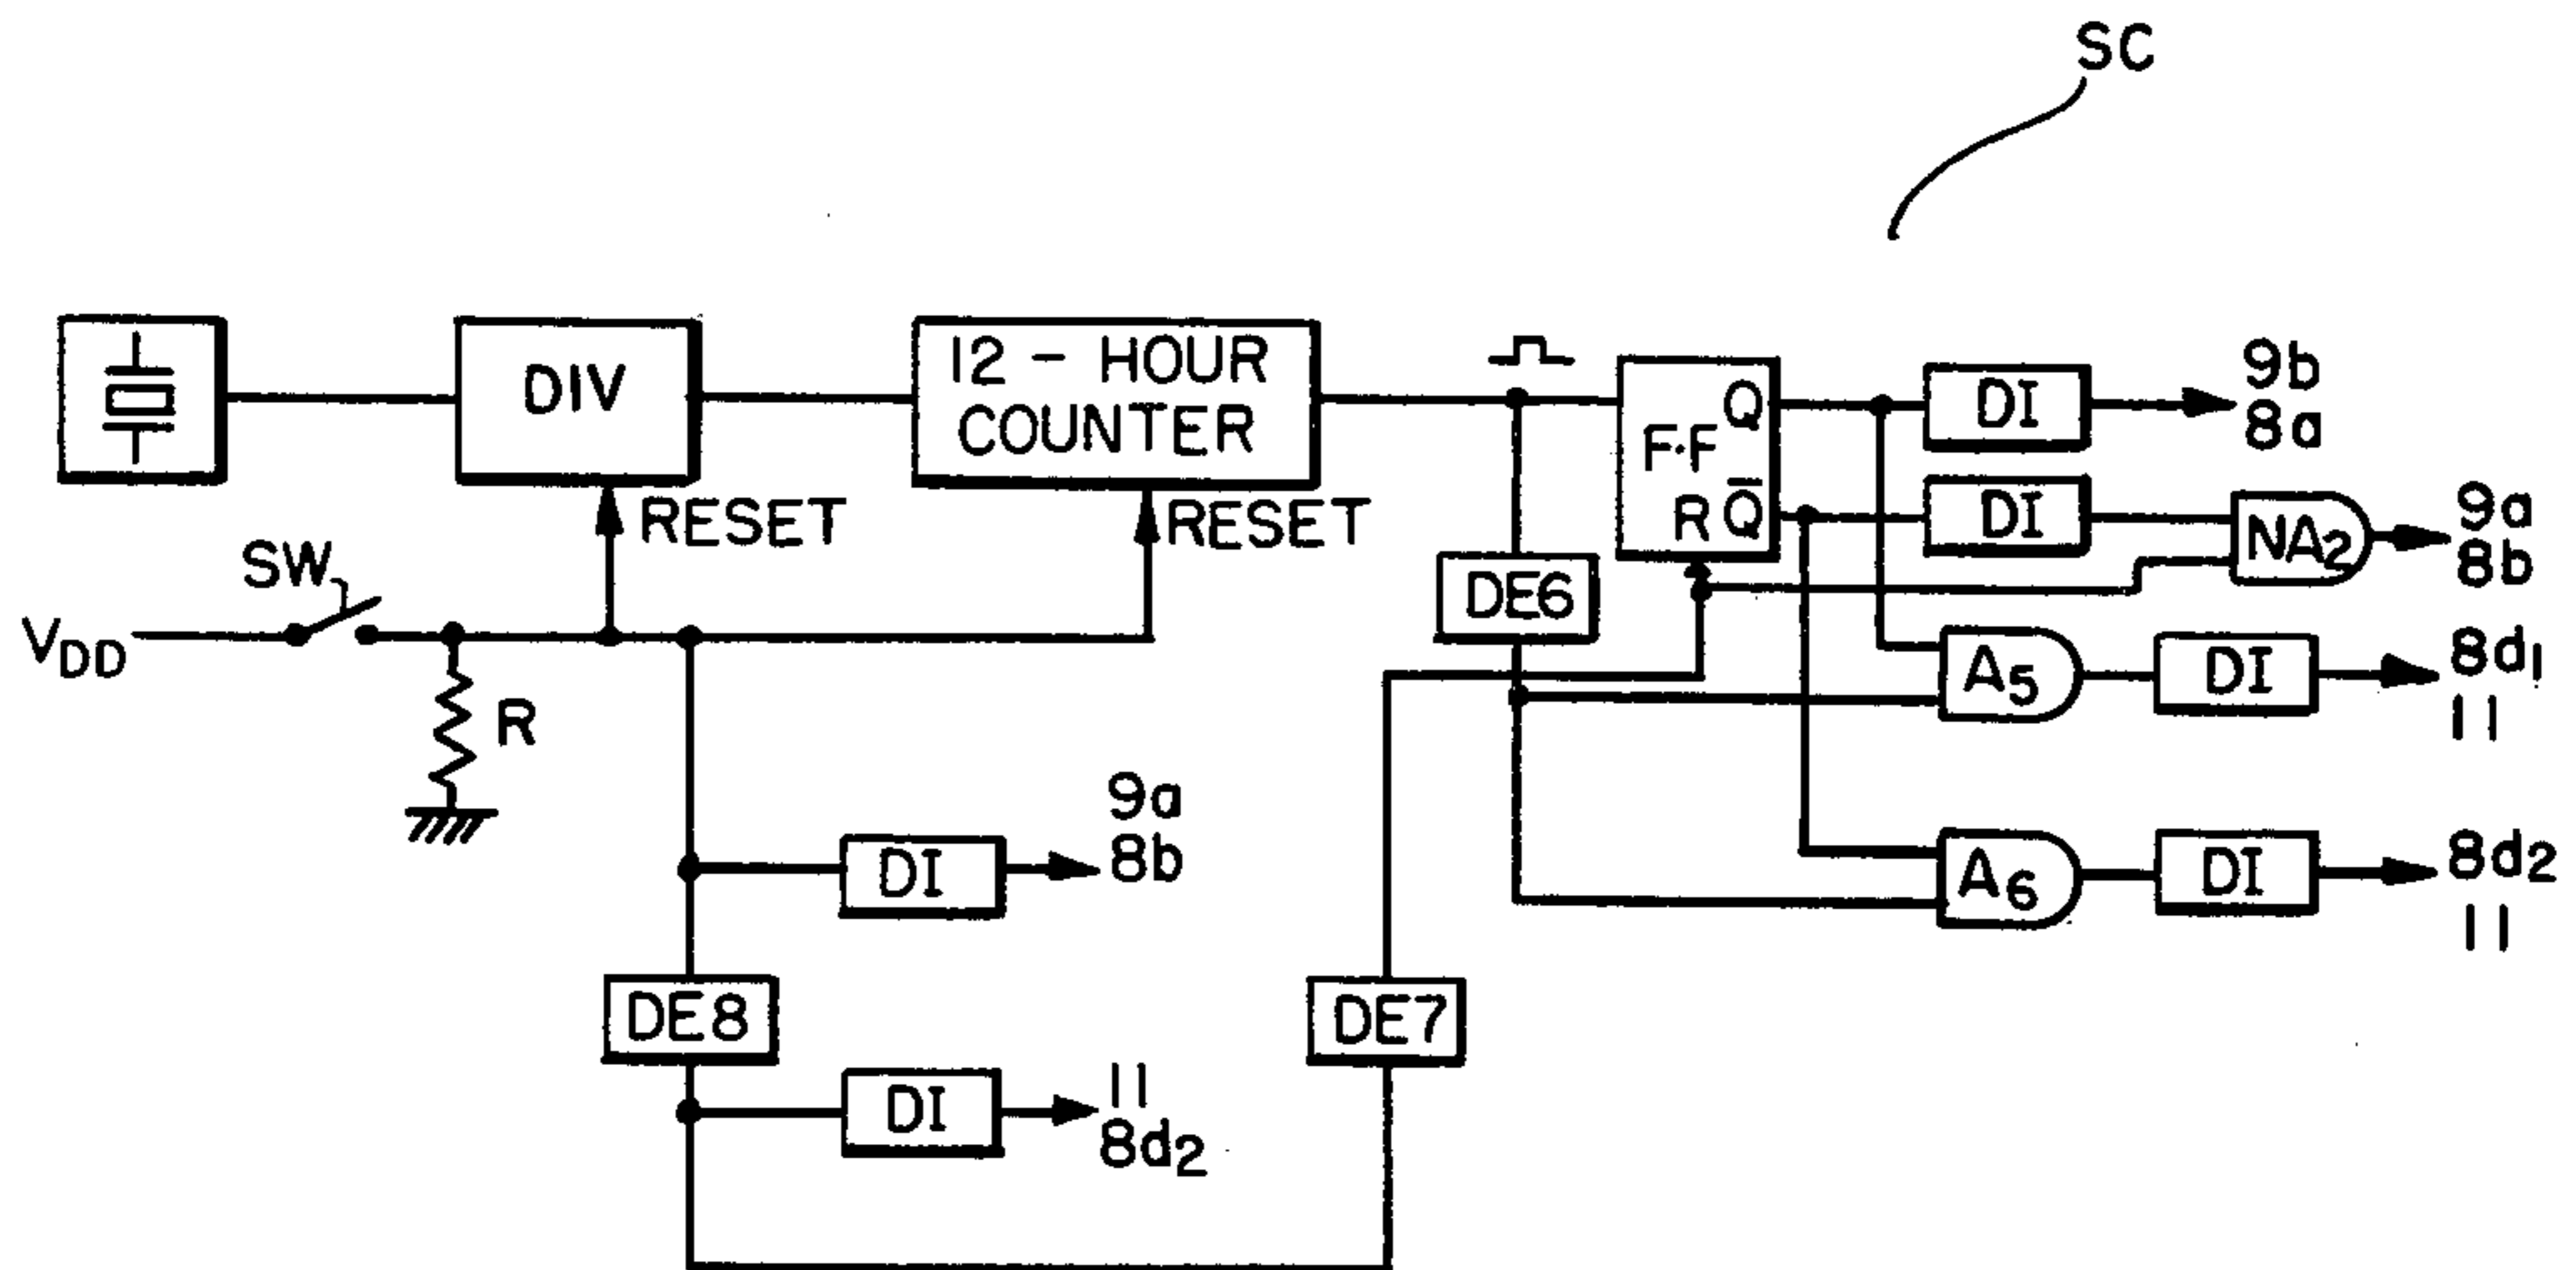 SC
DIV
12 - HOUR
COUNTER
F·F
Q
R
Q̅
DI
9b
8a
DI
NA2
9a
8b
RESET
RESET
SW
VDD
R
DE6
A5
DI
8d1
11
A6
DI
8d2
11
DI
9a
8b
DE8
DE7
DI
11
8d2